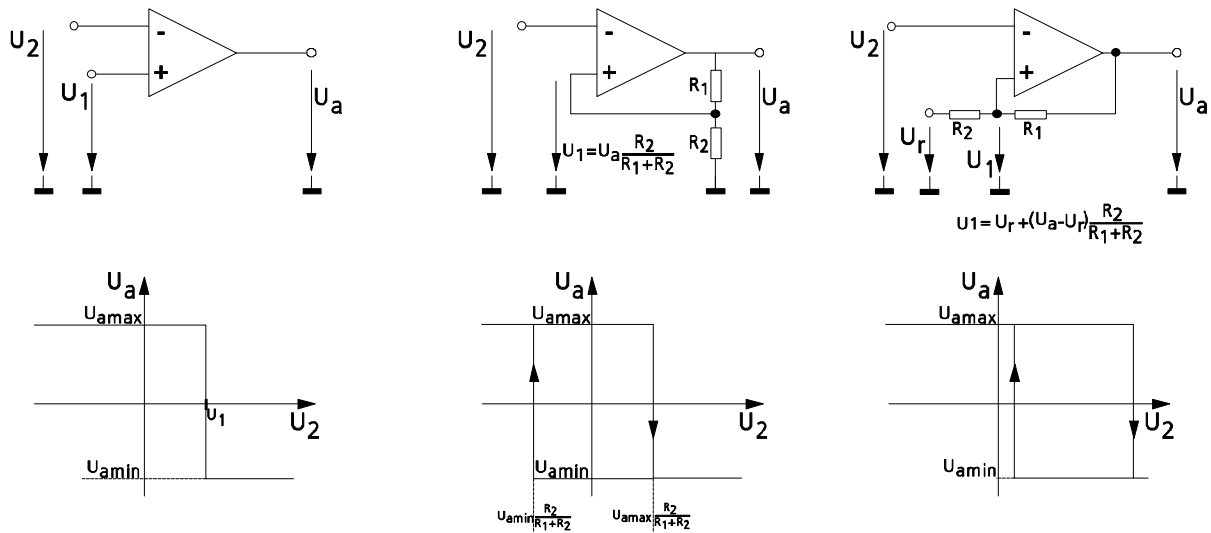 U2
-
+
U1
Ua
U2
-
+
R1
R2
Ua
U1=Ua R2/R1+R2
U2
-
+
R2
R1
Ur
U1
Ua
U1=Ur+(Ua-Ur) R2/R1+R2
Ua
Uamax
U1
U2
Uamin
Ua
Uamax
U2
Uamin
Uamin R2/R1+R2
Uamax R2/R1+R2
Ua
Uamax
U2
Uamin